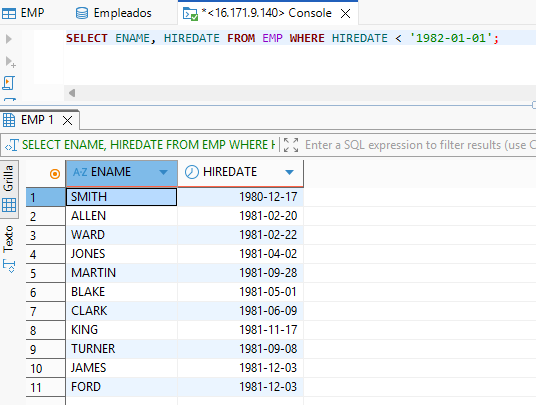 EMP Empleados *<16.171.9.140> Console
SELECT ENAME, HIREDATE FROM EMP WHERE HIREDATE < '1982-01-01';
EMP 1
SELECT ENAME, HIREDATE FROM EMP WHERE H Enter a SQL expression to filter results (use C
Grilla
Texto
A-Z ENAME HIREDATE
1 SMITH 1980-12-17
2 ALLEN 1981-02-20
3 WARD 1981-02-22
4 JONES 1981-04-02
5 MARTIN 1981-09-28
6 BLAKE 1981-05-01
7 CLARK 1981-06-09
8 KING 1981-11-17
9 TURNER 1981-09-08
10 JAMES 1981-12-03
11 FORD 1981-12-03